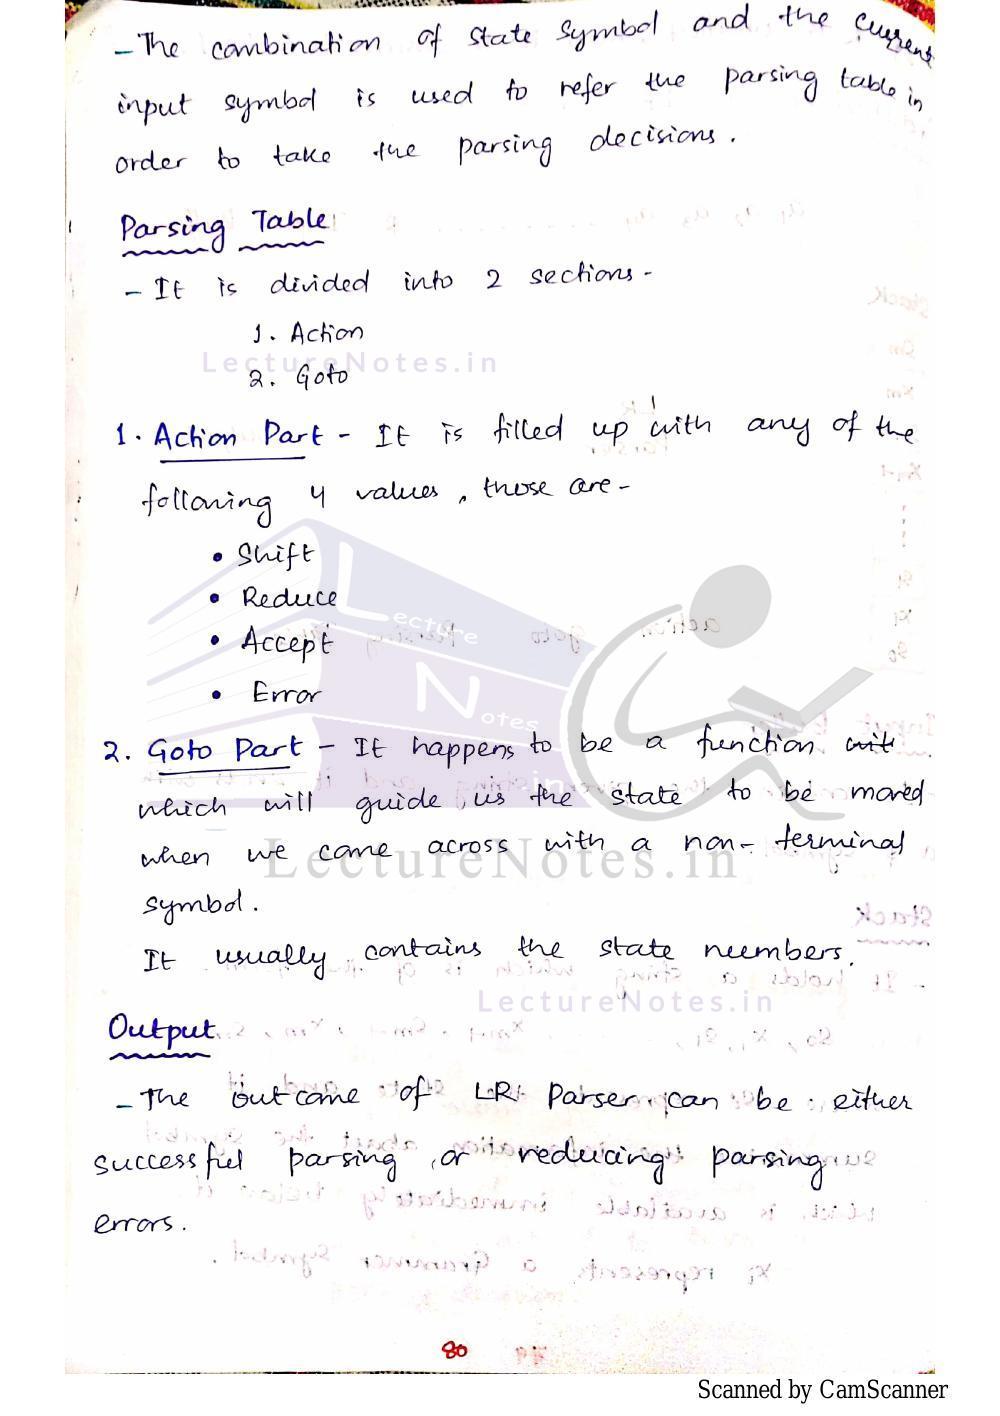 - The combination of state symbol and the current
input symbol is used to refer the parsing table in
order to take the parsing decisions.
Parsing Table
- It is divided into 2 sections -
1. Action
LectureNotes.in
2. Goto
1. Action Part - It is filled up with any of the
following 4 values, those are -
• Shift
• Reduce
Lecture
• Accept
Notes
• Error
2. Goto Part - It happens to be a function
.in
which will guide us the state to be moved
when we come across with a non-terminal
LectureNotes.in
symbol.
It usually contains the state numbers.
LectureNotes.in
Output
- The outcome of LR Parser can be either
successful parsing or reducing parsing
errors.
80
Scanned by CamScanner